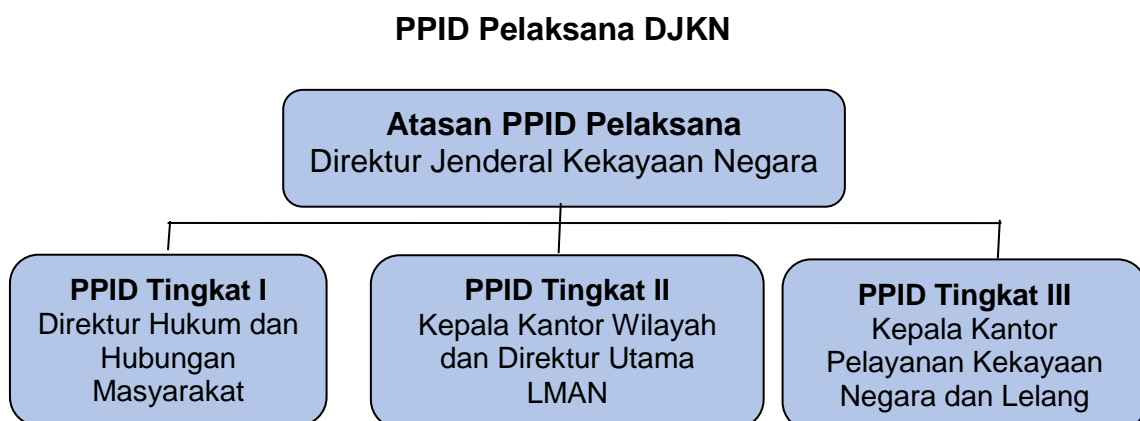 PPID Pelaksana DJKN
Atasan PPID Pelaksana
Direktur Jenderal Kekayaan Negara
PPID Tingkat I
Direktur Hukum dan
Hubungan
Masyarakat
PPID Tingkat II
Kepala Kantor Wilayah
dan Direktur Utama
LMAN
PPID Tingkat III
Kepala Kantor
Pelayanan Kekayaan
Negara dan Lelang